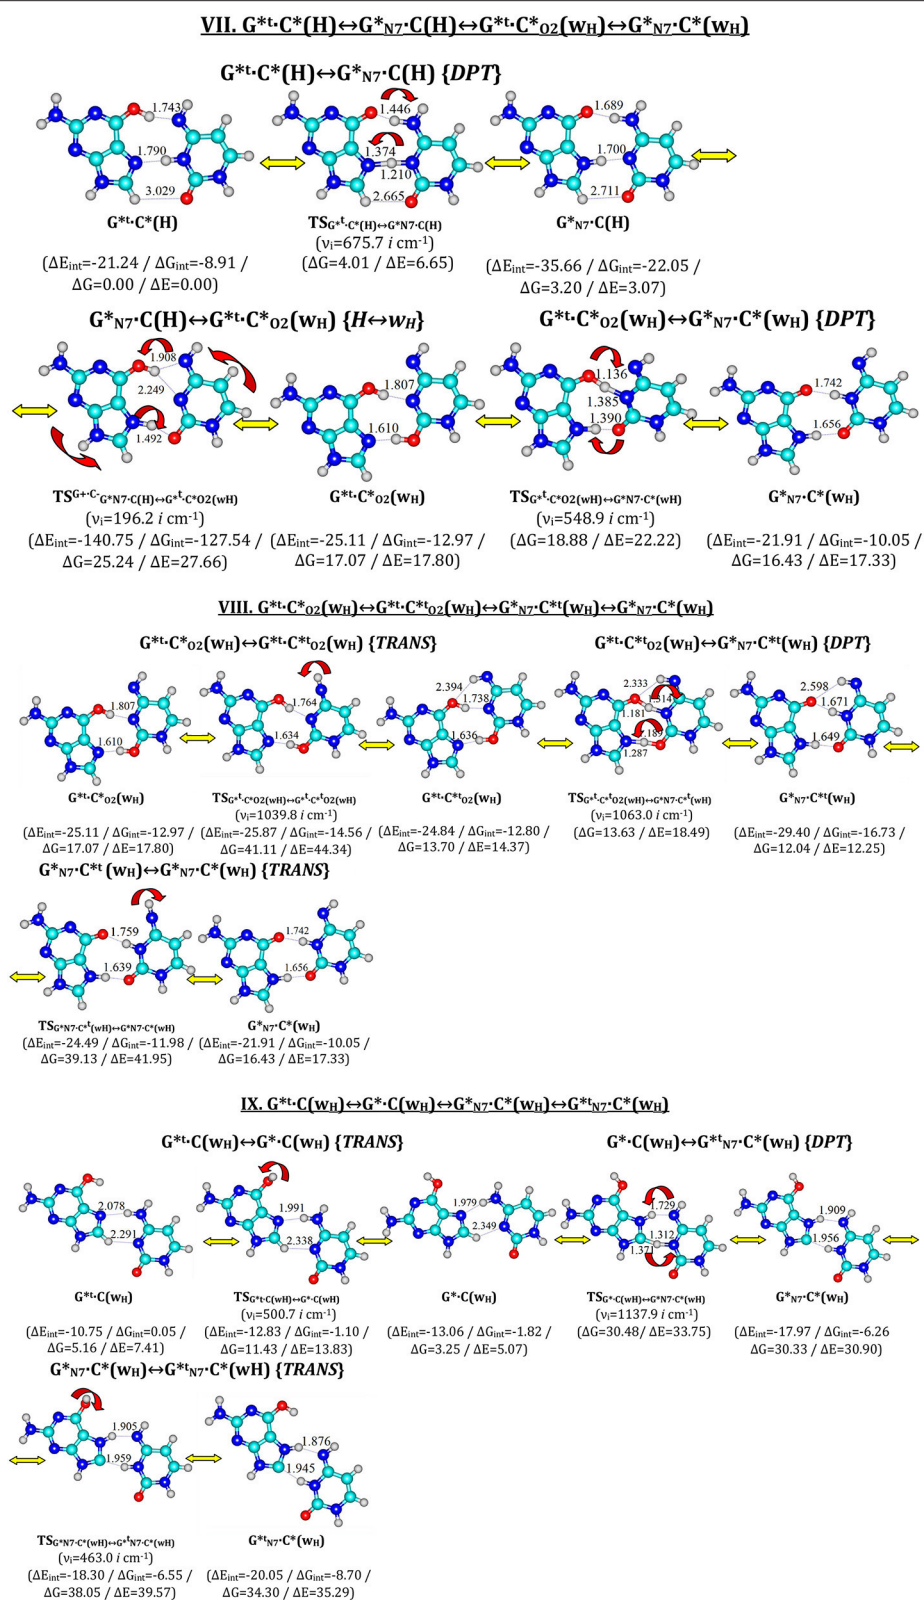 VII. G*ᵗ·C*(H)↔G*N7·C(H)↔G*ᵗ·C*O2(wH)↔G*N7·C*(wH)
G*ᵗ·C*(H)↔G*N7·C(H) {DPT}
1.743
1.790
3.029
1.446
1.374
1.210
2.665
1.689
1.700
2.711
G*ᵗ·C*(H)
TSG*ᵗ·C*(H)↔G*N7·C(H)
G*N7·C(H)
(νi=675.7 i cm-1)
(ΔEint=-21.24 / ΔGint=-8.91 /
ΔG=0.00 / ΔE=0.00)
(ΔG=4.01 / ΔE=6.65)
(ΔEint=-35.66 / ΔGint=-22.05 /
ΔG=3.20 / ΔE=3.07)
G*N7·C(H)↔G*ᵗ·C*O2(wH) {H↔wH}
G*ᵗ·C*O2(wH)↔G*N7·C*(wH) {DPT}
1.908
2.249
1.492
1.807
1.610
1.136
1.385
1.390
1.742
1.656
TSG+·C-G*N7·C(H)↔G*ᵗ·C*O2(wH)
G*ᵗ·C*O2(wH)
TSG*ᵗ·C*O2(wH)↔G*N7·C*(wH)
G*N7·C*(wH)
(νi=196.2 i cm-1)
(νi=548.9 i cm-1)
(ΔEint=-140.75 / ΔGint=-127.54 /
ΔG=25.24 / ΔE=27.66)
(ΔEint=-25.11 / ΔGint=-12.97 /
ΔG=17.07 / ΔE=17.80)
(ΔG=18.88 / ΔE=22.22)
(ΔEint=-21.91 / ΔGint=-10.05 /
ΔG=16.43 / ΔE=17.33)
VIII. G*ᵗ·C*O2(wH)↔G*ᵗ·C*ᵗO2(wH)↔G*N7·C*ᵗ(wH)↔G*N7·C*(wH)
G*ᵗ·C*O2(wH)↔G*ᵗ·C*ᵗO2(wH) {TRANS}
G*ᵗ·C*ᵗO2(wH)↔G*N7·C*ᵗ(wH) {DPT}
1.807
1.610
1.764
1.634
2.394
1.738
1.636
2.333
1.314
1.181
1.287
2.598
1.671
1.649
G*ᵗ·C*O2(wH)
TSG*ᵗ·C*O2(wH)↔G*ᵗ·C*ᵗO2(wH)
G*ᵗ·C*ᵗO2(wH)
TSG*ᵗ·C*ᵗO2(wH)↔G*N7·C*ᵗ(wH)
G*N7·C*ᵗ(wH)
(νi=1039.8 i cm-1)
(νi=1063.0 i cm-1)
(ΔEint=-25.11 / ΔGint=-12.97 /
ΔG=17.07 / ΔE=17.80)
(ΔEint=-25.87 / ΔGint=-14.56 /
ΔG=41.11 / ΔE=44.34)
(ΔEint=-24.84 / ΔGint=-12.80 /
ΔG=13.70 / ΔE=14.37)
(ΔG=13.63 / ΔE=18.49)
(ΔEint=-29.40 / ΔGint=-16.73 /
ΔG=12.04 / ΔE=12.25)
G*N7·C*ᵗ (wH)↔G*N7·C*(wH) {TRANS}
1.759
1.639
1.742
1.656
TSG*N7·C*ᵗ(wH)↔G*N7·C*(wH)
G*N7·C*(wH)
(ΔEint=-24.49 / ΔGint=-11.98 /
ΔG=39.13 / ΔE=41.95)
(ΔEint=-21.91 / ΔGint=-10.05 /
ΔG=16.43 / ΔE=17.33)
IX. G*ᵗ·C(wH)↔G*·C(wH)↔G*N7·C*(wH)↔G*ᵗN7·C*(wH)
G*ᵗ·C(wH)↔G*·C(wH) {TRANS}
G*·C(wH)↔G*ᵗN7·C*(wH) {DPT}
2.078
2.291
1.991
2.338
1.979
2.349
1.729
1.312
1.371
1.909
1.956
G*ᵗ·C(wH)
TSG*ᵗ·C(wH)↔G*·C(wH)
G*·C(wH)
TSG*·C(wH)↔G*N7·C*(wH)
G*N7·C*(wH)
(νi=500.7 i cm-1)
(νi=1137.9 i cm-1)
(ΔEint=-10.75 / ΔGint=0.05 /
ΔG=5.16 / ΔE=7.41)
(ΔEint=-12.83 / ΔGint=-1.10 /
ΔG=11.43 / ΔE=13.83)
(ΔEint=-13.06 / ΔGint=-1.82 /
ΔG=3.25 / ΔE=5.07)
(ΔG=30.48/ ΔE=33.75)
(ΔEint=-17.97 / ΔGint=-6.26
ΔG=30.33 / ΔE=30.90)
G*N7·C*(wH)↔G*ᵗN7·C*(wH) {TRANS}
1.905
1.959
1.876
1.945
TSG*N7·C*(wH)↔G*ᵗN7·C*(wH)
G*ᵗN7·C*(wH)
(νi=463.0 i cm-1)
(ΔEint=-18.30 / ΔGint=-6.55 /
ΔG=38.05 / ΔE=39.57)
(ΔEint=-20.05 / ΔGint=-8.70 /
ΔG=34.30 / ΔE=35.29)